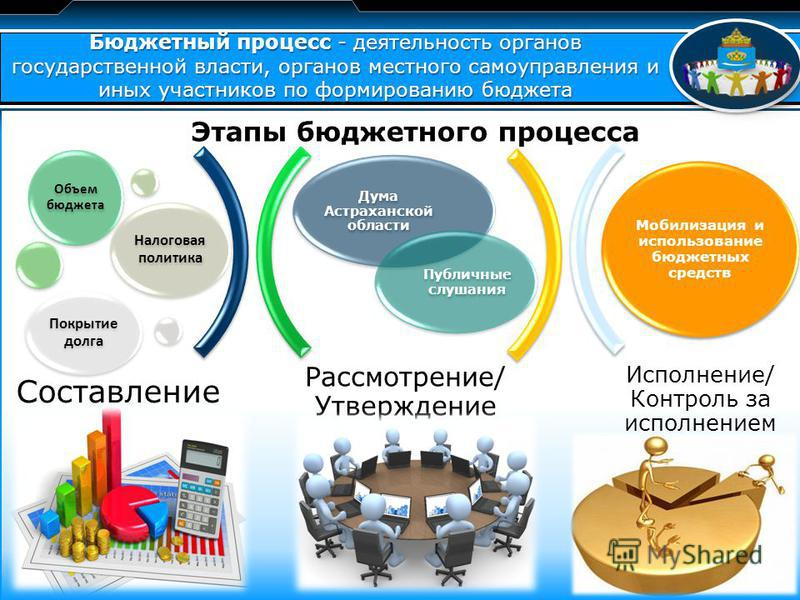 Бюджетный процесс - деятельность органов
государственной власти, органов местного самоуправления и
иных участников по формированию бюджета
Этапы бюджетного процесса
Объем
бюджета
Налоговая
политика
Покрытие
долга
Составление
Дума
Астраханской
области
Публичные
слушания
Рассмотрение/
Утверждение
Мобилизация и
использование
бюджетных
средств
Исполнение/
Контроль за
исполнением
MyShared